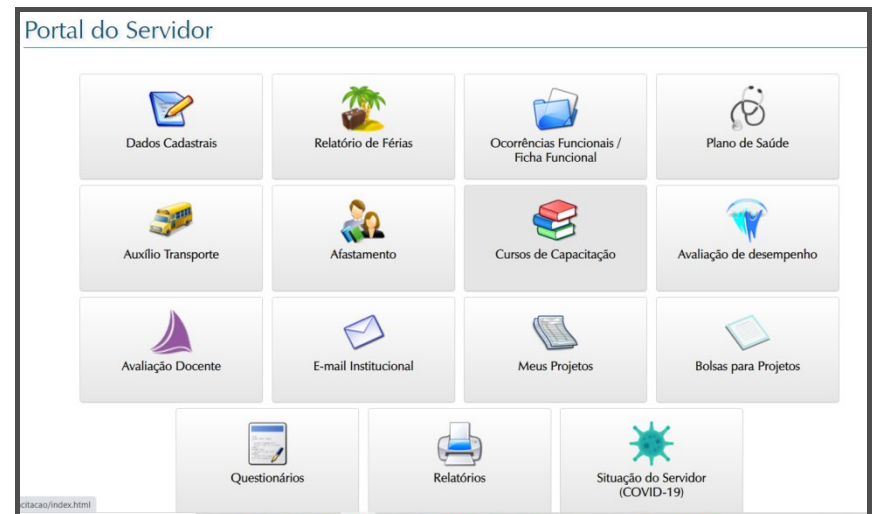 Portal do Servidor
Dados Cadastrais
Relatório de Férias
Ocorrências Funcionais /
Ficha Funcional
Plano de Saúde
Auxílio Transporte
Afastamento
Cursos de Capacitação
Avaliação de desempenho
Avaliação Docente
E-mail Institucional
Meus Projetos
Bolsas para Projetos
Questionários
Relatórios
Situação do Servidor
(COVID-19)
citacao/index.html